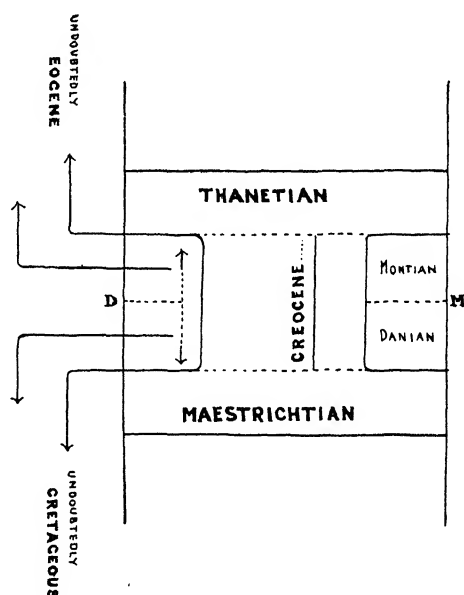 UNDOUBTEDLY
EOCENE
THANETIAN
MONTIAN
D
CREOCENE
M
DANIAN
MAESTRICHTIAN
UNDOUBTEDLY
CRETACEOUS